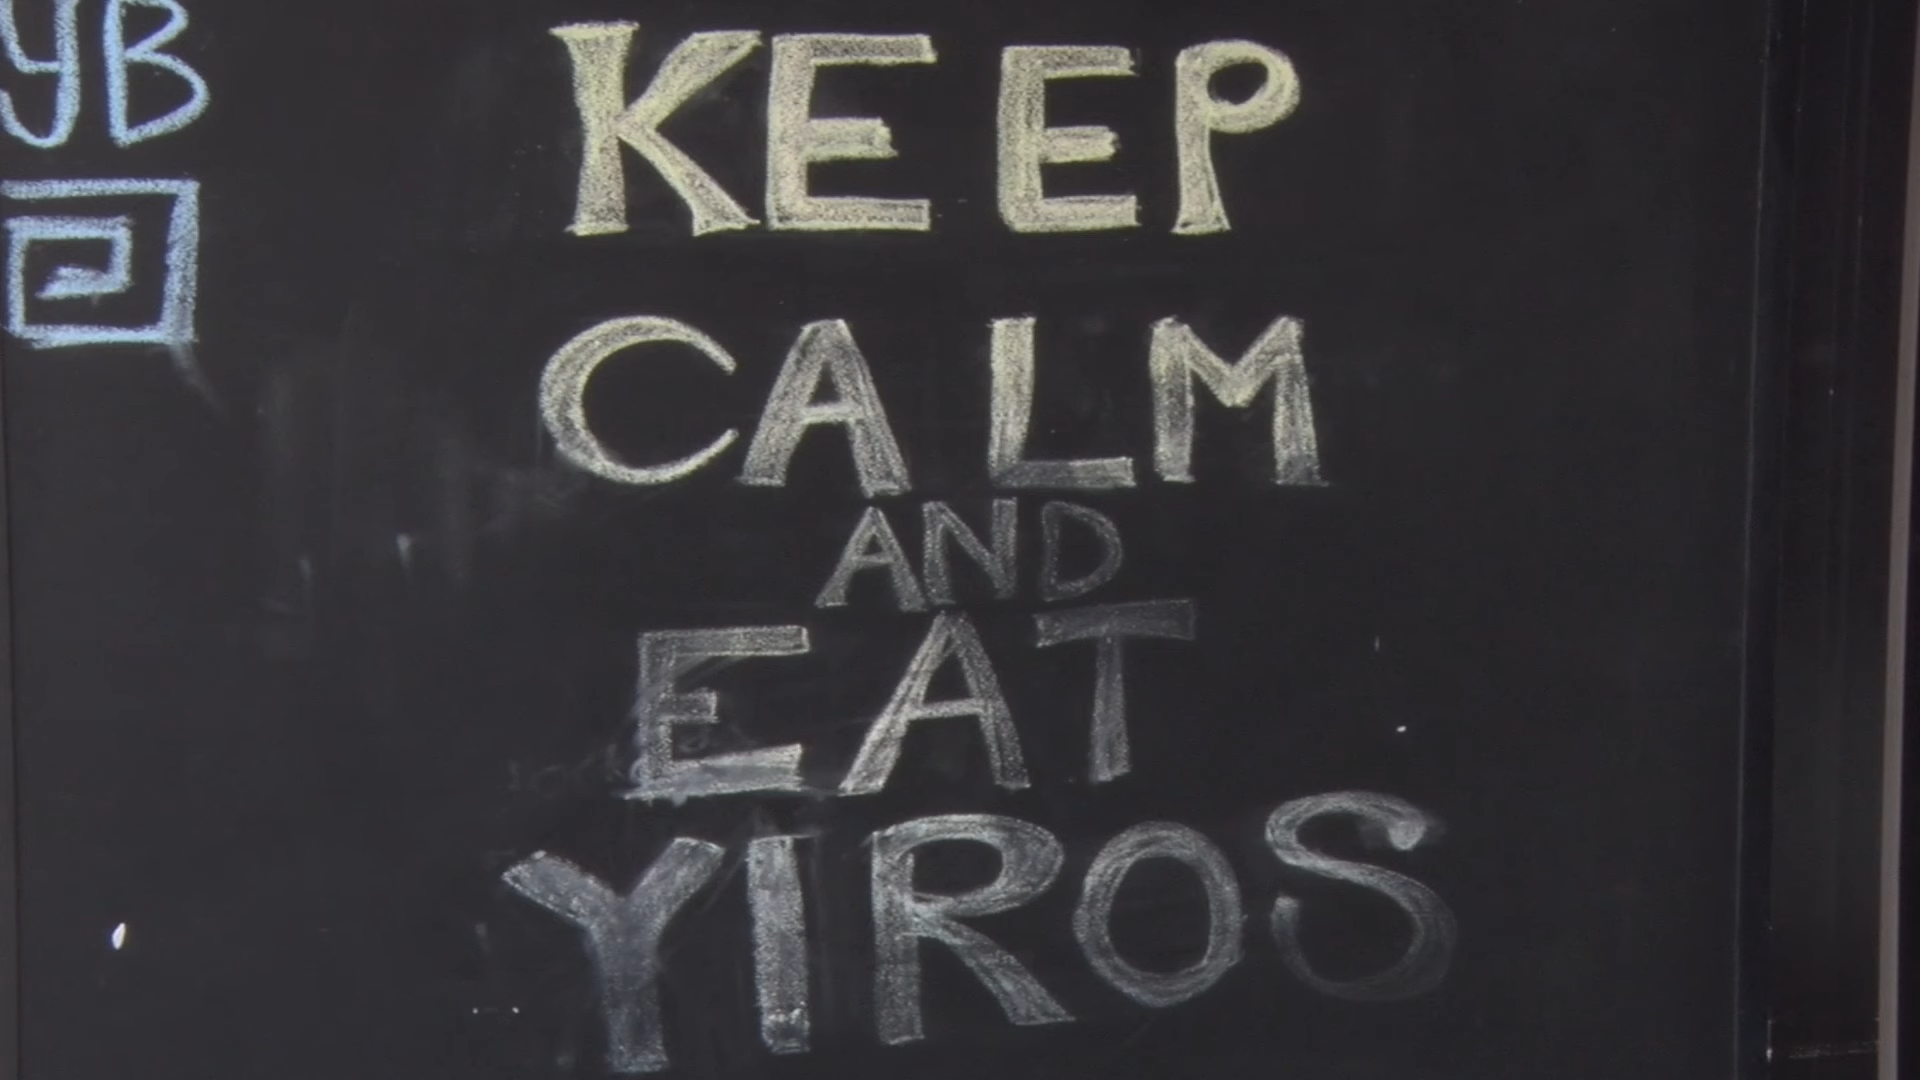 YB
KEEP
CALM
AND
EAT
YIROS